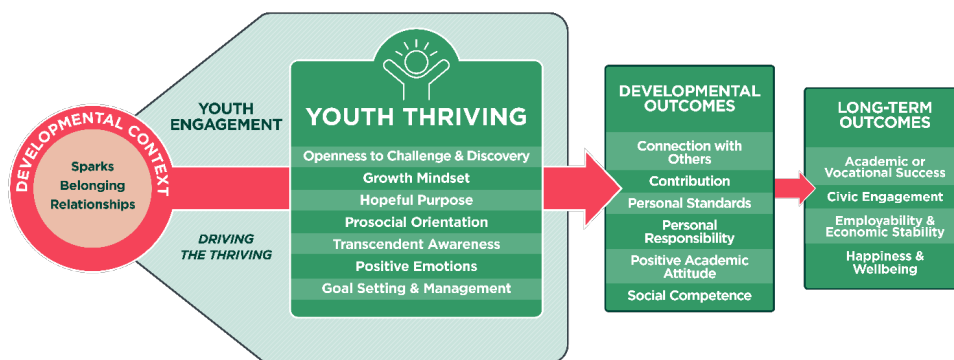 DEVELOPMENTAL CONTEXT
Sparks
Belonging
Relationships
YOUTH
ENGAGEMENT
DRIVING
THE THRIVING
YOUTH THRIVING
Openness to Challenge & Discovery
Growth Mindset
Hopeful Purpose
Prosocial Orientation
Transcendent Awareness
Positive Emotions
Goal Setting & Management
DEVELOPMENTAL
OUTCOMES
Connection with
Others
Contribution
Personal Standards
Personal
Responsibility
Positive Academic
Attitude
Social Competence
LONG-TERM
OUTCOMES
Academic or
Vocational Success
Civic Engagement
Employability &
Economic Stability
Happiness &
Wellbeing